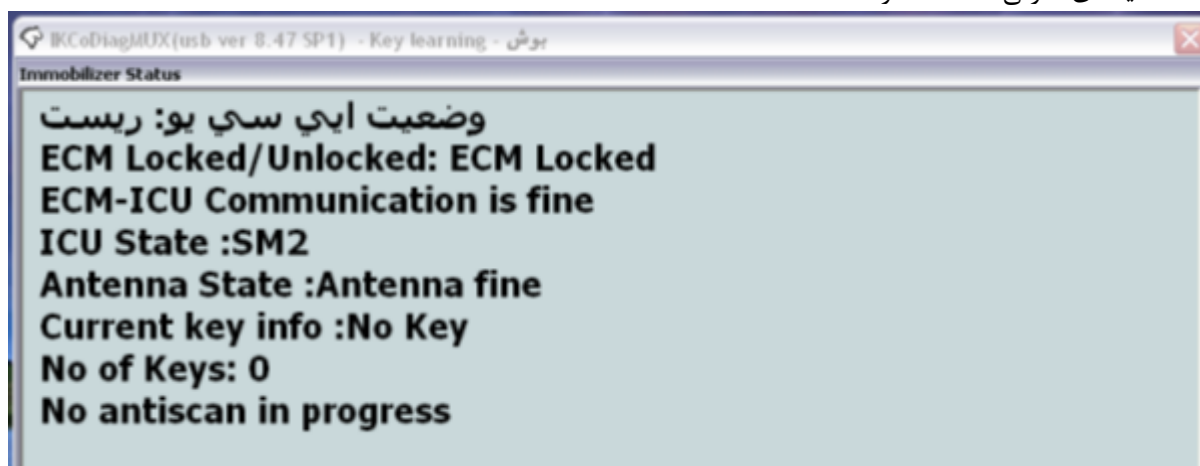 IKCoDiagMUX(usb ver 8.47 SP1) - Key learning - بوش
Immobilizer Status
وضعيت ايي سي يو: ريست
ECM Locked/Unlocked: ECM Locked
ECM-ICU Communication is fine
ICU State :SM2
Antenna State :Antenna fine
Current key info :No Key
No of Keys: 0
No antiscan in progress